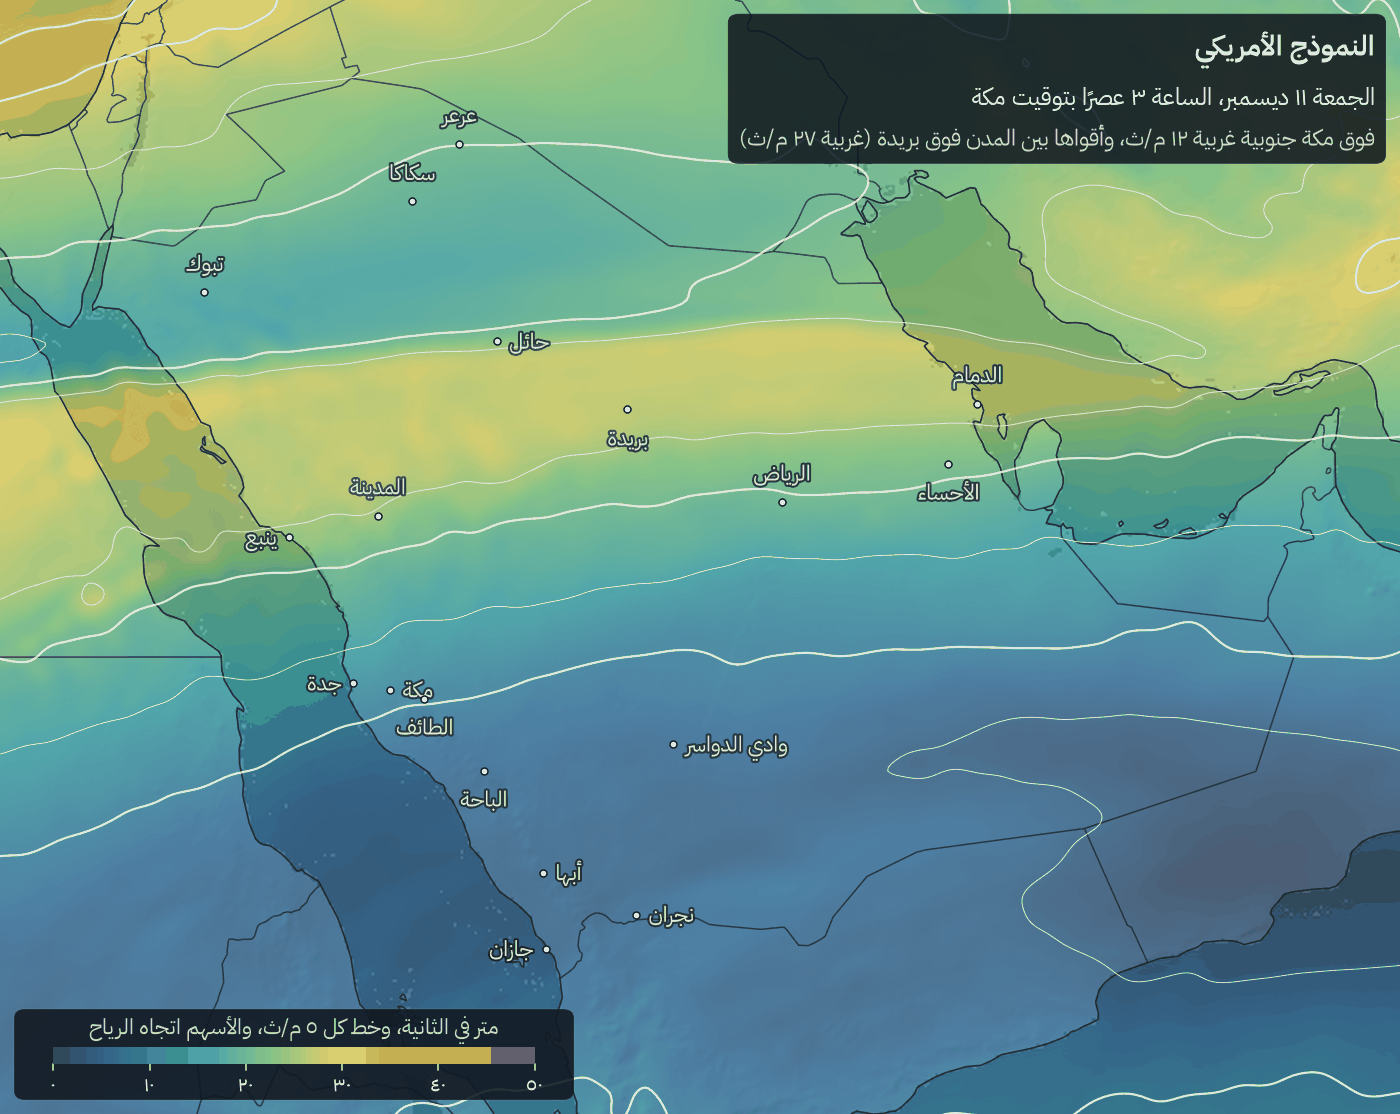 النموذج الأمريكي
الجمعة ١١ ديسمبر، الساعة ٣ عصرًا بتوقيت مكة
فوق مكة جنوبية غربية ١٢ م/ث، وأقواها بين المدن فوق بريدة (غربية ٢٧ م/ث)
عرعر
سكاكا
تبوك
حائل
الدمام
بريدة
الرياض
الأحساء
المدينة
ينبع
جدة
مكة
الطائف
وادي الدواسر
الباحة
أبها
نجران
جازان
متر في الثانية، وخط كل ٥ م/ث، والأسهم اتجاه الرياح
٠ ١٠ ٢٠ ٣٠ ٤٠ ٥٠